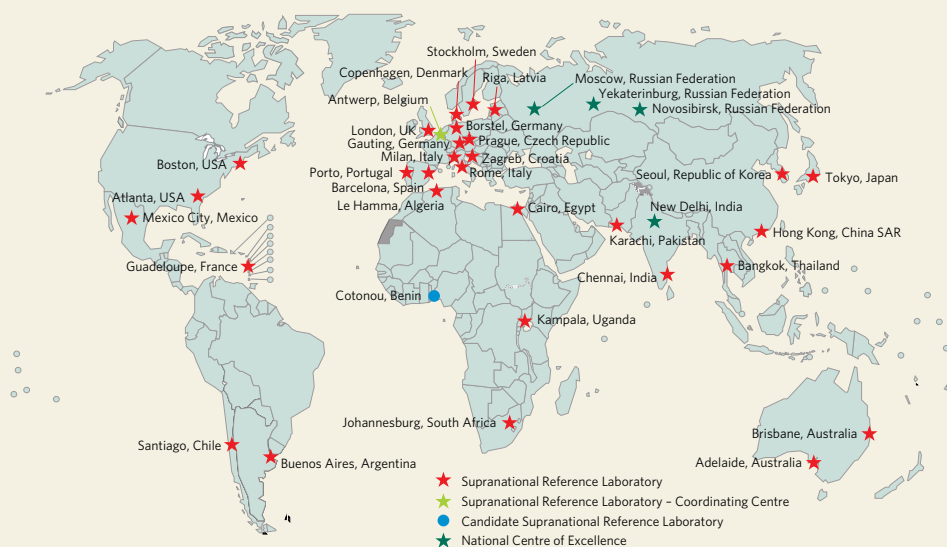 Stockholm, Sweden
Copenhagen, Denmark
Riga, Latvia
Moscow, Russian Federation
Yekaterinburg, Russian Federation
Antwerp, Belgium
Novosibirsk, Russian Federation
London, UK
Borstel, Germany
Gauting, Germany
Prague, Czech Republic
Milan, Italy
Zagreb, Croatia
Boston, USA
Porto, Portugal
Rome, Italy
Seoul, Republic of Korea
Tokyo, Japan
Barcelona, Spain
Atlanta, USA
Le Hamma, Algeria
Cairo, Egypt
New Delhi, India
Mexico City, Mexico
Karachi, Pakistan
Hong Kong, China SAR
Guadeloupe, France
Chennai, India
Bangkok, Thailand
Cotonou, Benin
Kampala, Uganda
Johannesburg, South Africa
Brisbane, Australia
Santiago, Chile
Buenos Aires, Argentina
Adelaide, Australia
Supranational Reference Laboratory
Supranational Reference Laboratory – Coordinating Centre
Candidate Supranational Reference Laboratory
National Centre of Excellence